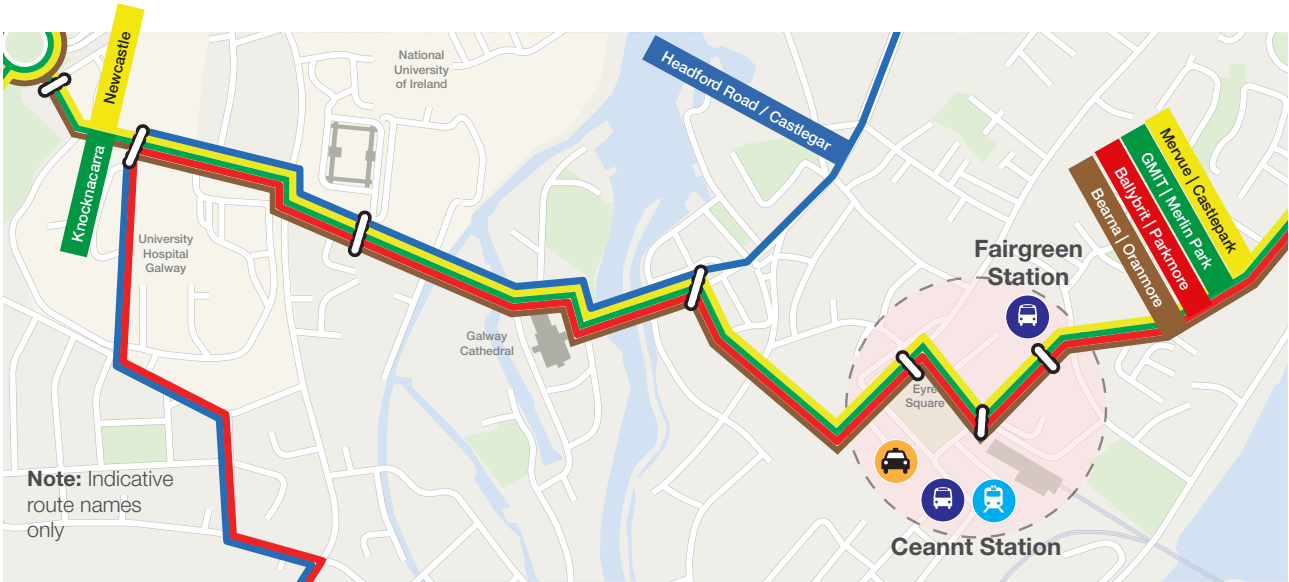 Newcastle
Knocknacarra
National
University
of Ireland
Headford Road / Castlegar
Mervue | Castlepark
GMIT | Merlin Park
Ballybrit | Parkmore
Bearna | Oranmore
University
Hospital
Galway
Fairgreen
Station
Galway
Cathedral
Eyre
Square
Note: Indicative
route names
only
Ceannt Station